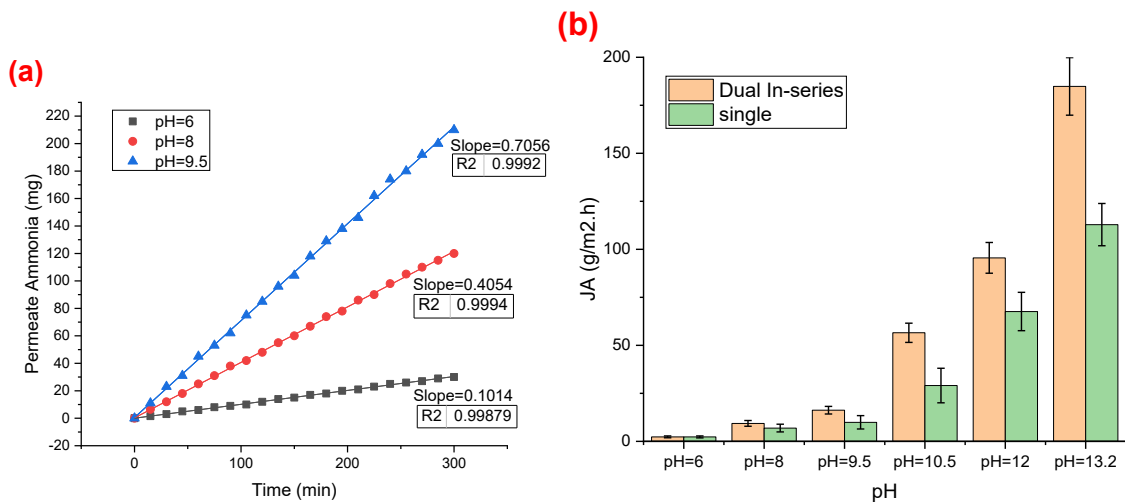 (a)
pH=6
pH=8
pH=9.5
Slope=0.7056
R2 0.9992
Slope=0.4054
R2 0.9994
Slope=0.1014
R2 0.99879
Permeate Ammonia (mg)
220
200
180
160
140
120
100
80
60
40
20
0
-20
0 100 200 300
Time (min)
(b)
Dual In-series
single
JA (g/m2.h)
200
150
100
50
0
pH=6 pH=8 pH=9.5 pH=10.5 pH=12 pH=13.2
pH